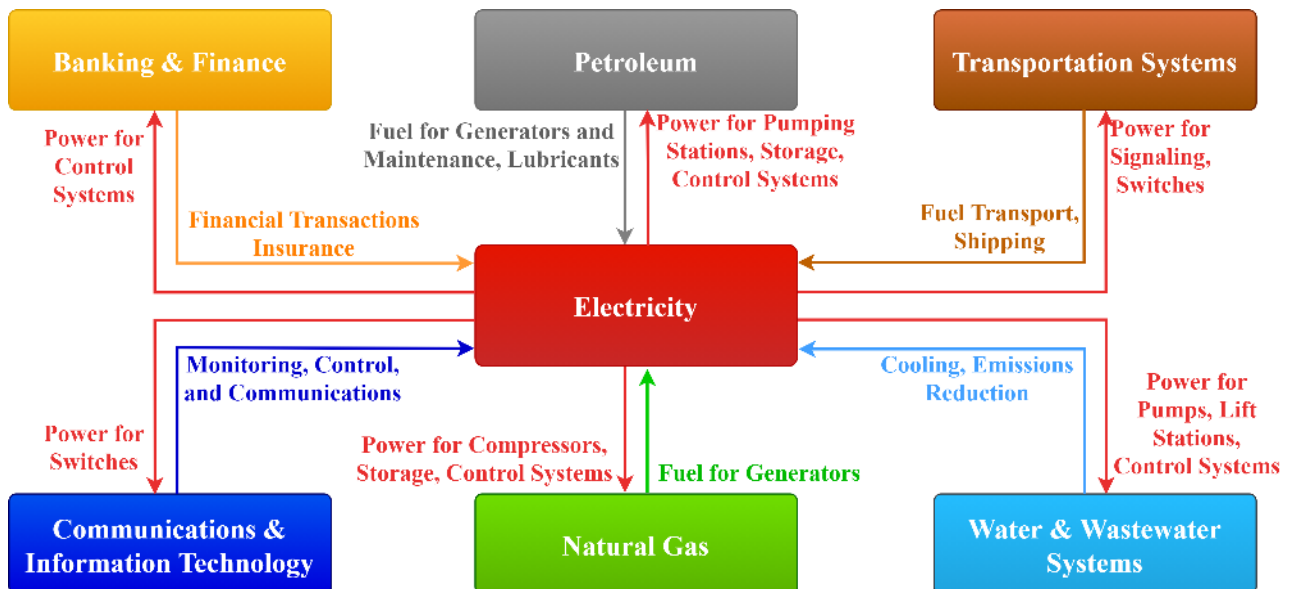 Banking & Finance
Petroleum
Transportation Systems
Power for
Control
Systems
Fuel for Generators and
Maintenance, Lubricants
Power for Pumping
Stations, Storage,
Control Systems
Power for
Signaling,
Switches
Financial Transactions
Insurance
Fuel Transport,
Shipping
Electricity
Monitoring, Control,
and Communications
Cooling, Emissions
Reduction
Power for
Switches
Power for Compressors,
Storage, Control Systems
Fuel for Generators
Power for
Pumps, Lift
Stations,
Control Systems
Communications &
Information Technology
Natural Gas
Water & Wastewater
Systems